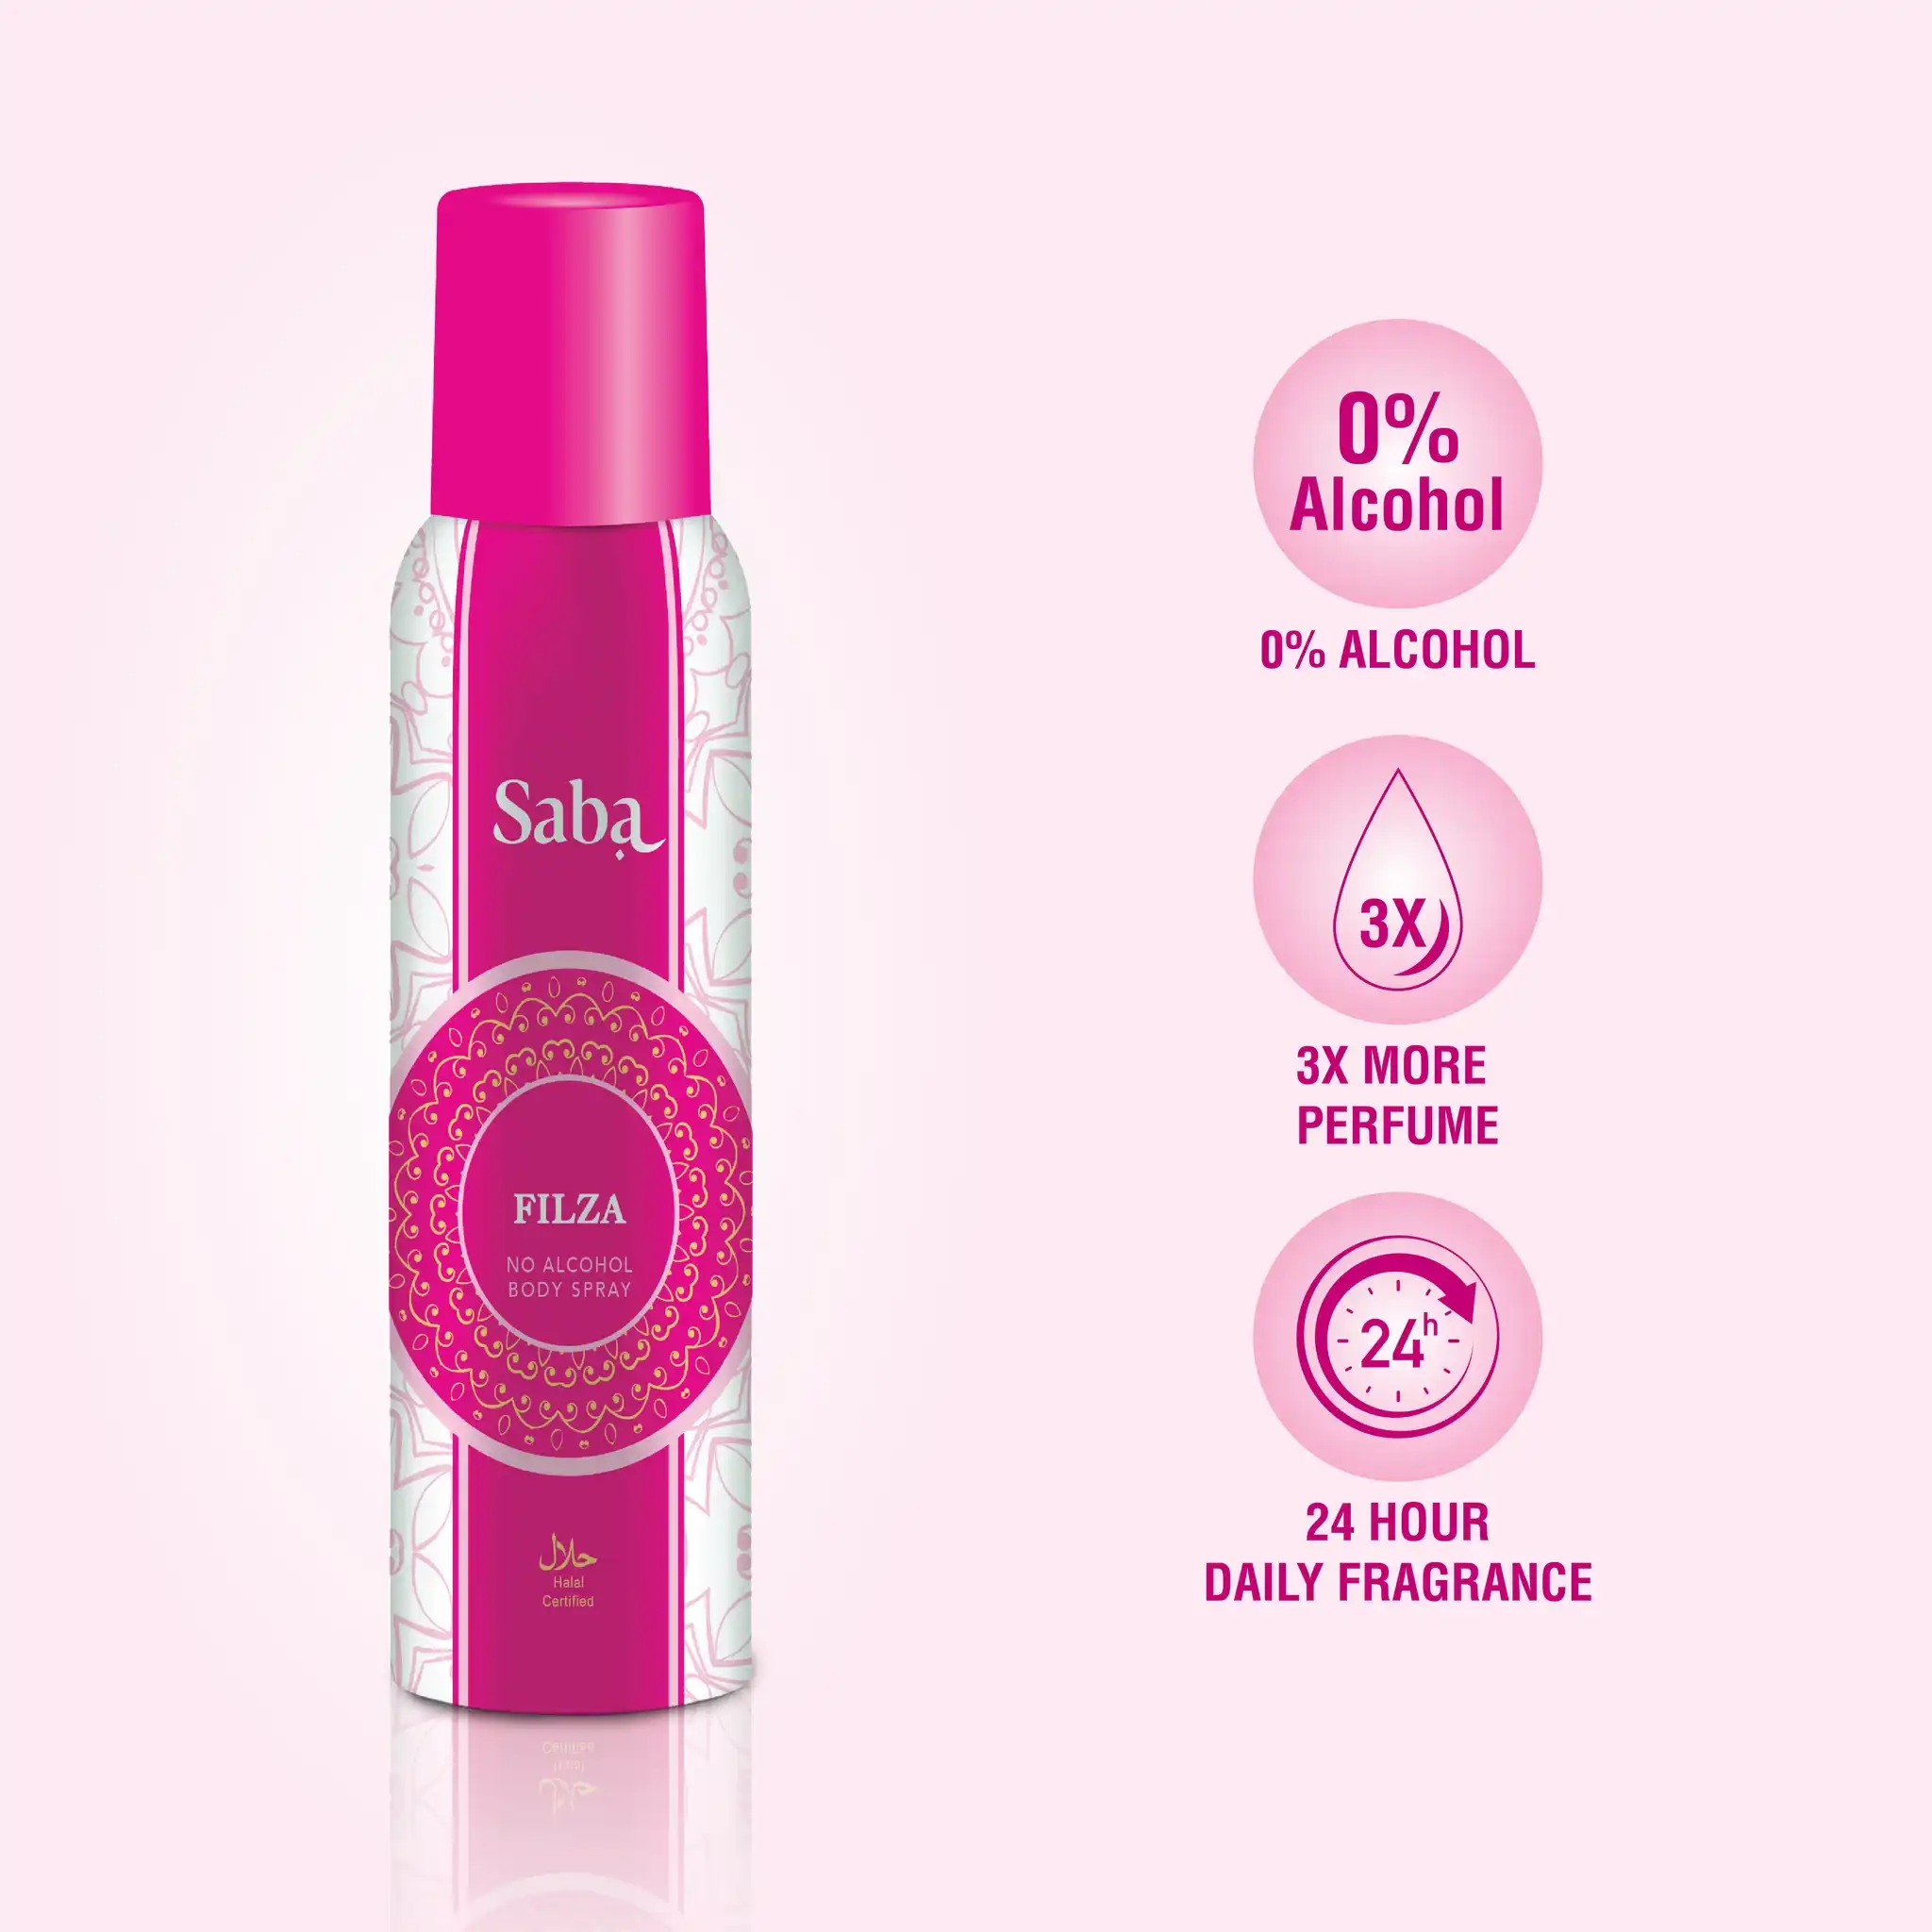 Saba
FILZA
NO ALCOHOL
BODY SPRAY
حلال
Halal
Certified
0%
Alcohol
0% ALCOHOL
3X
3X MORE
PERFUME
24h
24 HOUR
DAILY FRAGRANCE